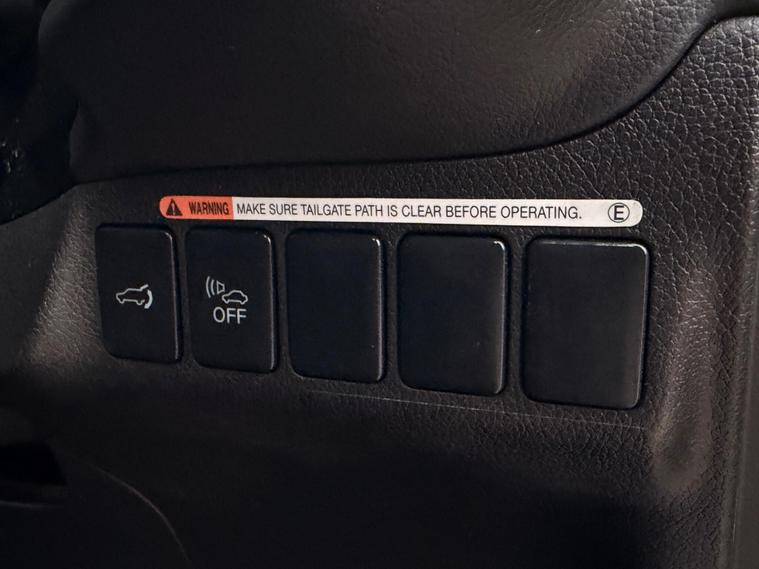 WARNING MAKE SURE TAILGATE PATH IS CLEAR BEFORE OPERATING. E
OFF